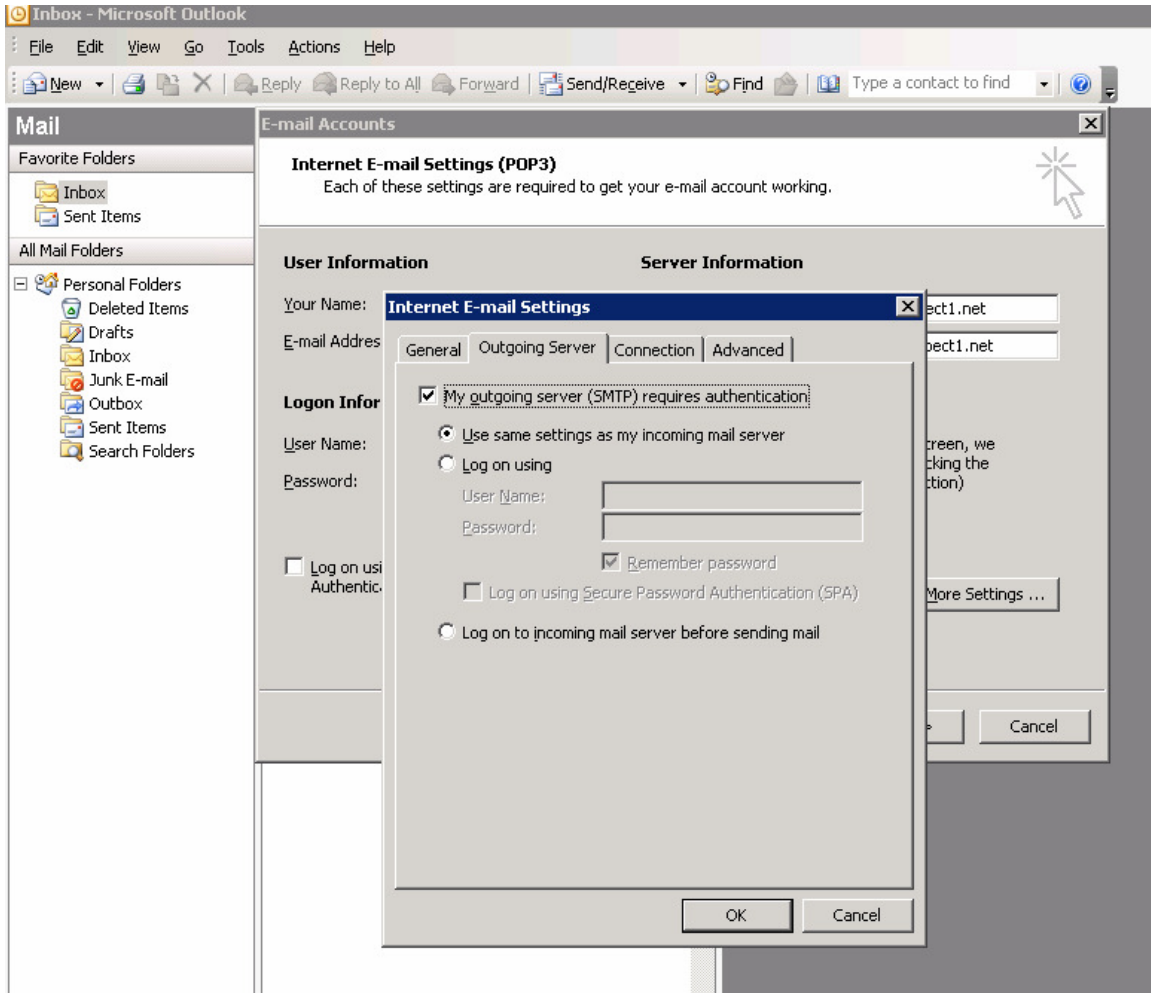 Inbox - Microsoft Outlook
File Edit View Go Tools Actions Help
New Reply Reply to All Forward Send/Receive Find Type a contact to find
Mail
Favorite Folders
Inbox
Sent Items
All Mail Folders
Personal Folders
Deleted Items
Drafts
Inbox
Junk E-mail
Outbox
Sent Items
Search Folders
E-mail Accounts
Internet E-mail Settings (POP3)
Each of these settings are required to get your e-mail account working.
User Information
Server Information
Your Name:
ect1.net
E-mail Addres
pect1.net
Logon Infor
User Name:
creen, we
cking the
Password:
ction)
Log on usi
Authentic
More Settings ...
Cancel
Internet E-mail Settings
General Outgoing Server Connection Advanced
My outgoing server (SMTP) requires authentication
Use same settings as my incoming mail server
Log on using
User Name:
Password:
Remember password
Log on using Secure Password Authentication (SPA)
Log on to incoming mail server before sending mail
OK Cancel